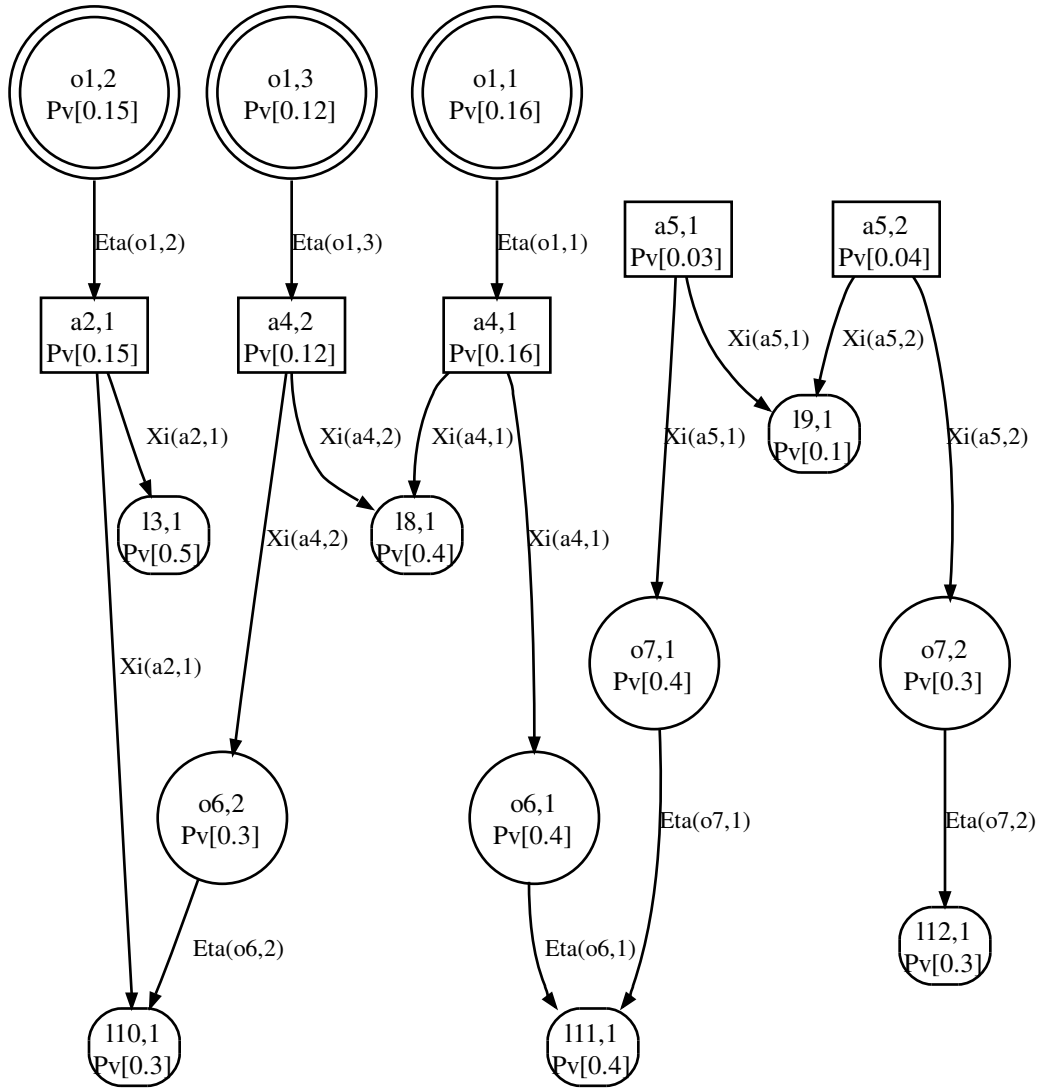 o1,2
Pv[0.15]
o1,3
Pv[0.12]
o1,1
Pv[0.16]
Eta(o1,2)
Eta(o1,3)
Eta(o1,1)
a5,1
Pv[0.03]
a5,2
Pv[0.04]
a2,1
Pv[0.15]
a4,2
Pv[0.12]
a4,1
Pv[0.16]
Xi(a5,1)
Xi(a5,2)
Xi(a2,1)
Xi(a4,2)
Xi(a4,1)
Xi(a5,1)
l9,1
Pv[0.1]
Xi(a5,2)
l3,1
Pv[0.5]
Xi(a4,2)
l8,1
Pv[0.4]
Xi(a4,1)
Xi(a2,1)
o7,1
Pv[0.4]
o7,2
Pv[0.3]
o6,2
Pv[0.3]
o6,1
Pv[0.4]
Eta(o7,1)
Eta(o7,2)
Eta(o6,2)
Eta(o6,1)
l12,1
Pv[0.3]
l10,1
Pv[0.3]
l11,1
Pv[0.4]